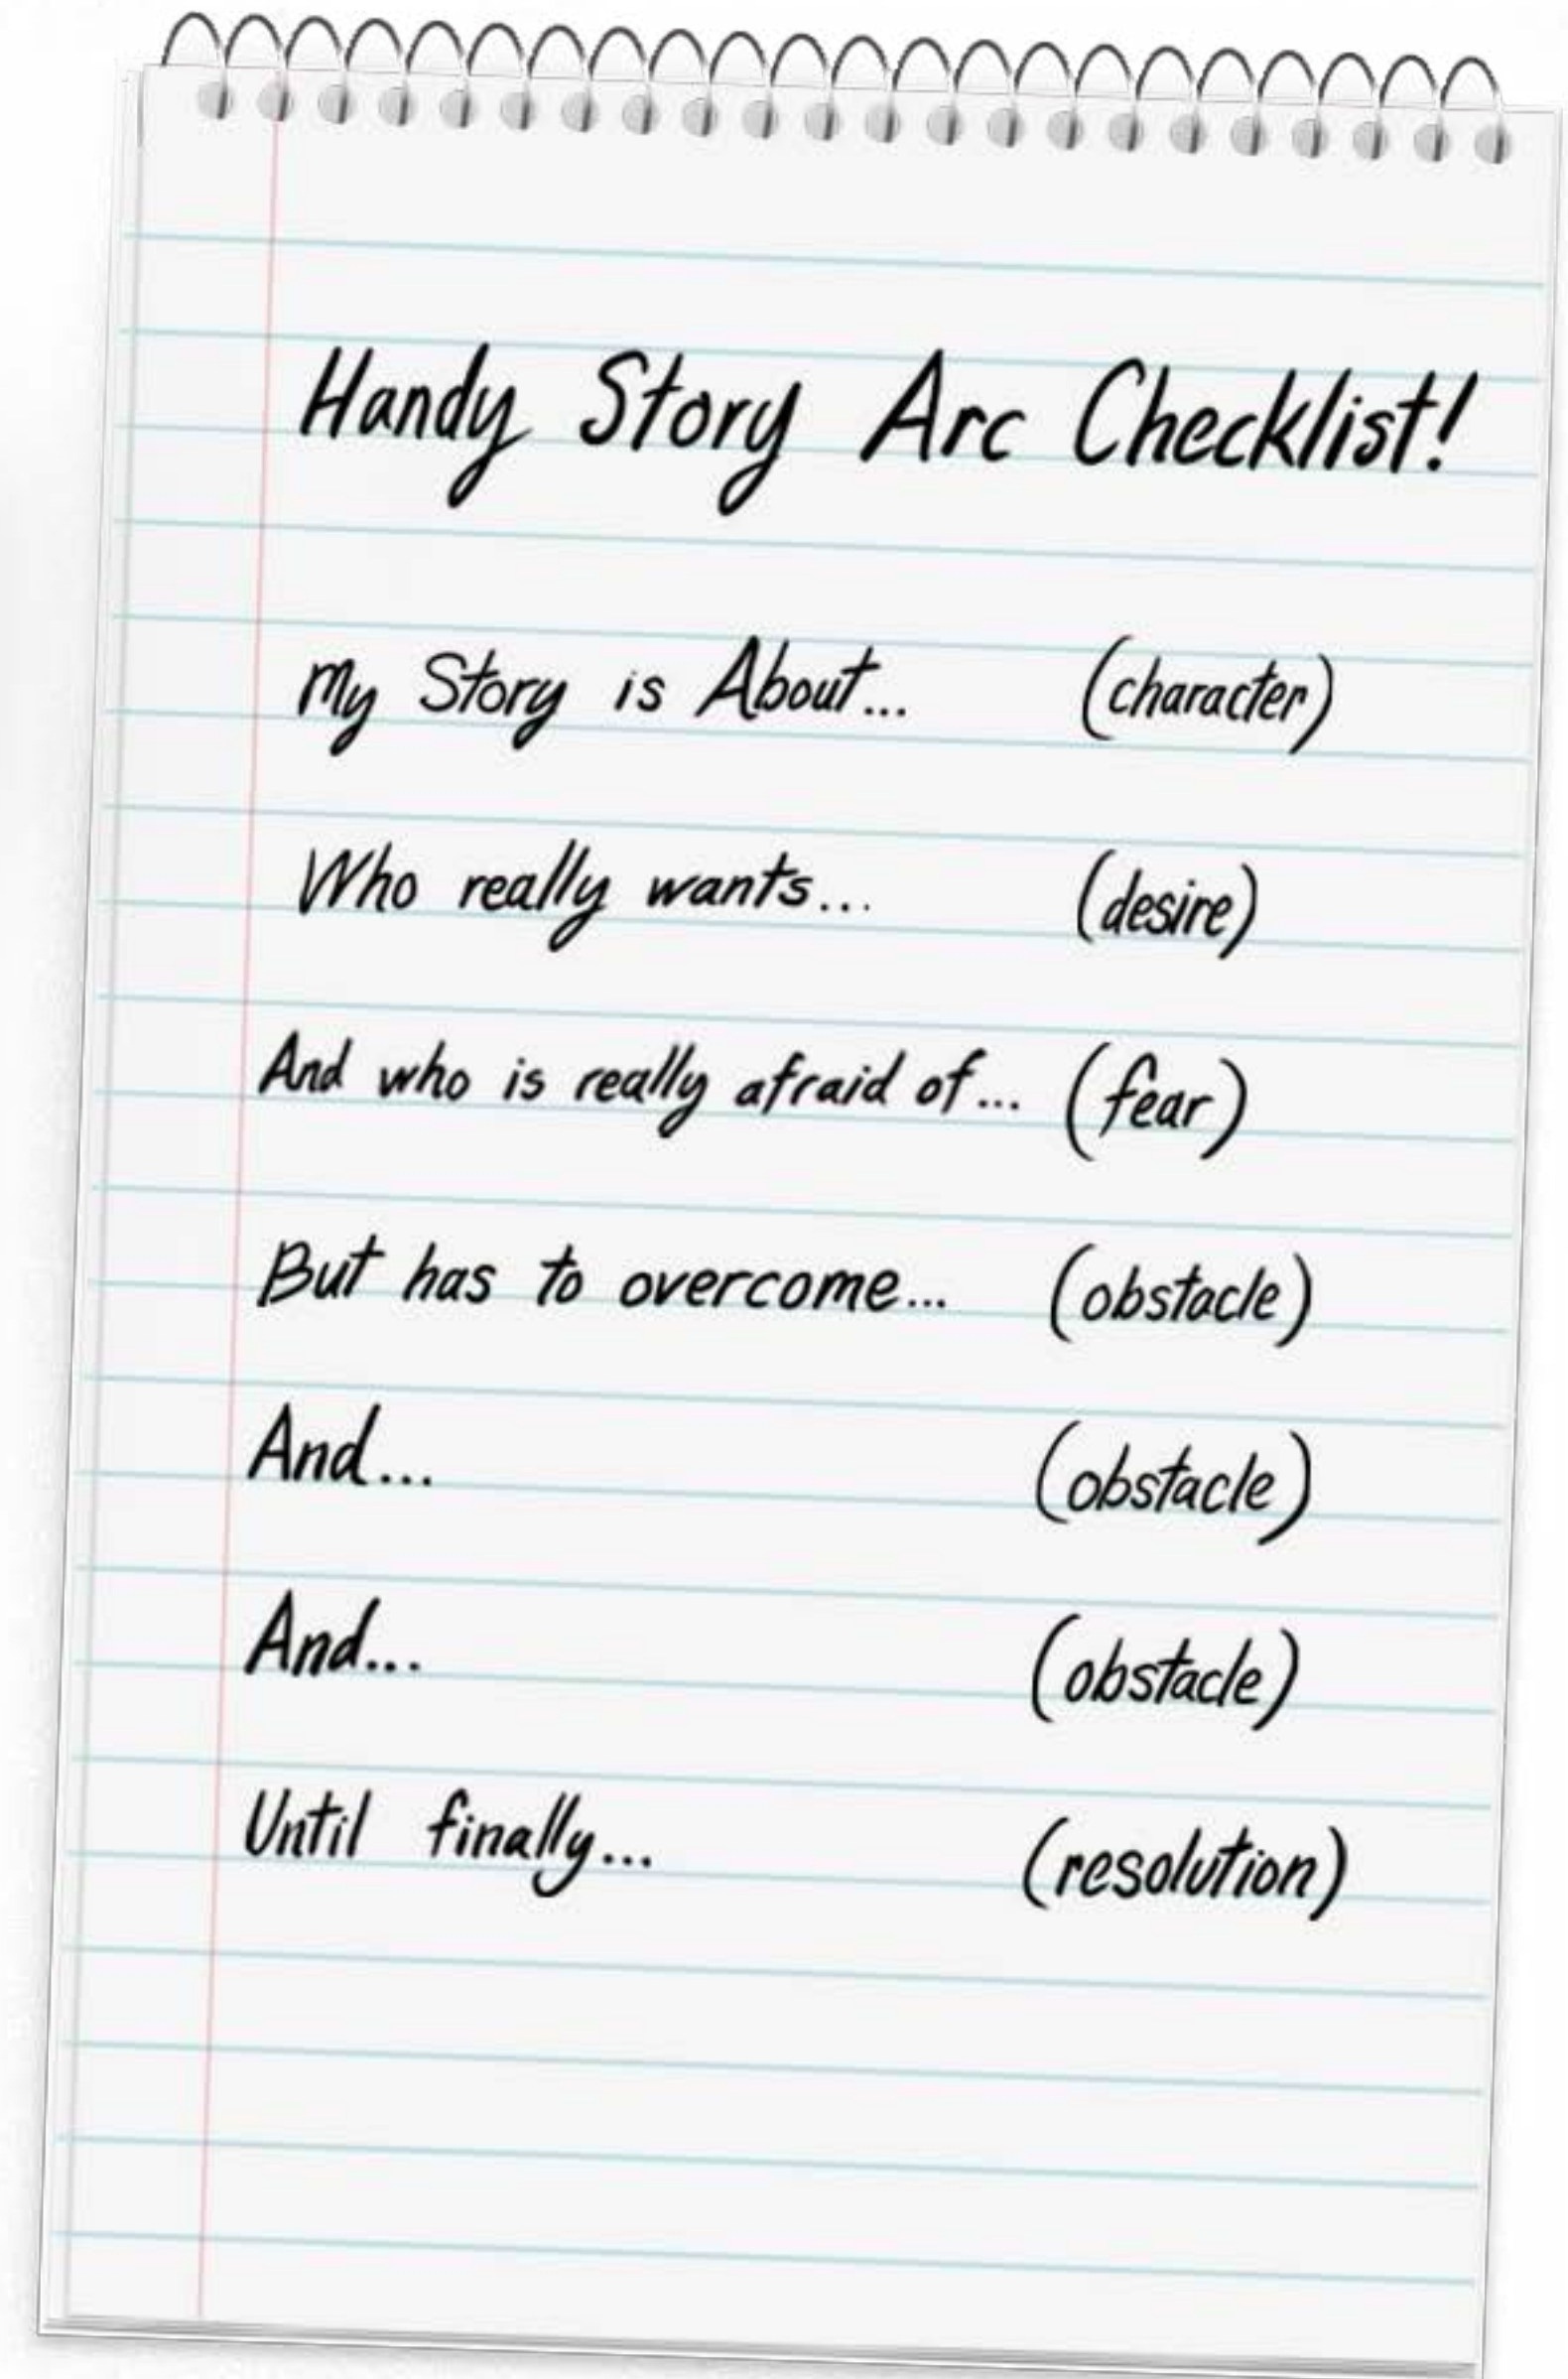 Handy Story Arc Checklist!
My Story is About... (character)
Who really wants... (desire)
And who is really afraid of... (fear)
But has to overcome... (obstacle)
And... (obstacle)
And... (obstacle)
Until finally... (resolution)